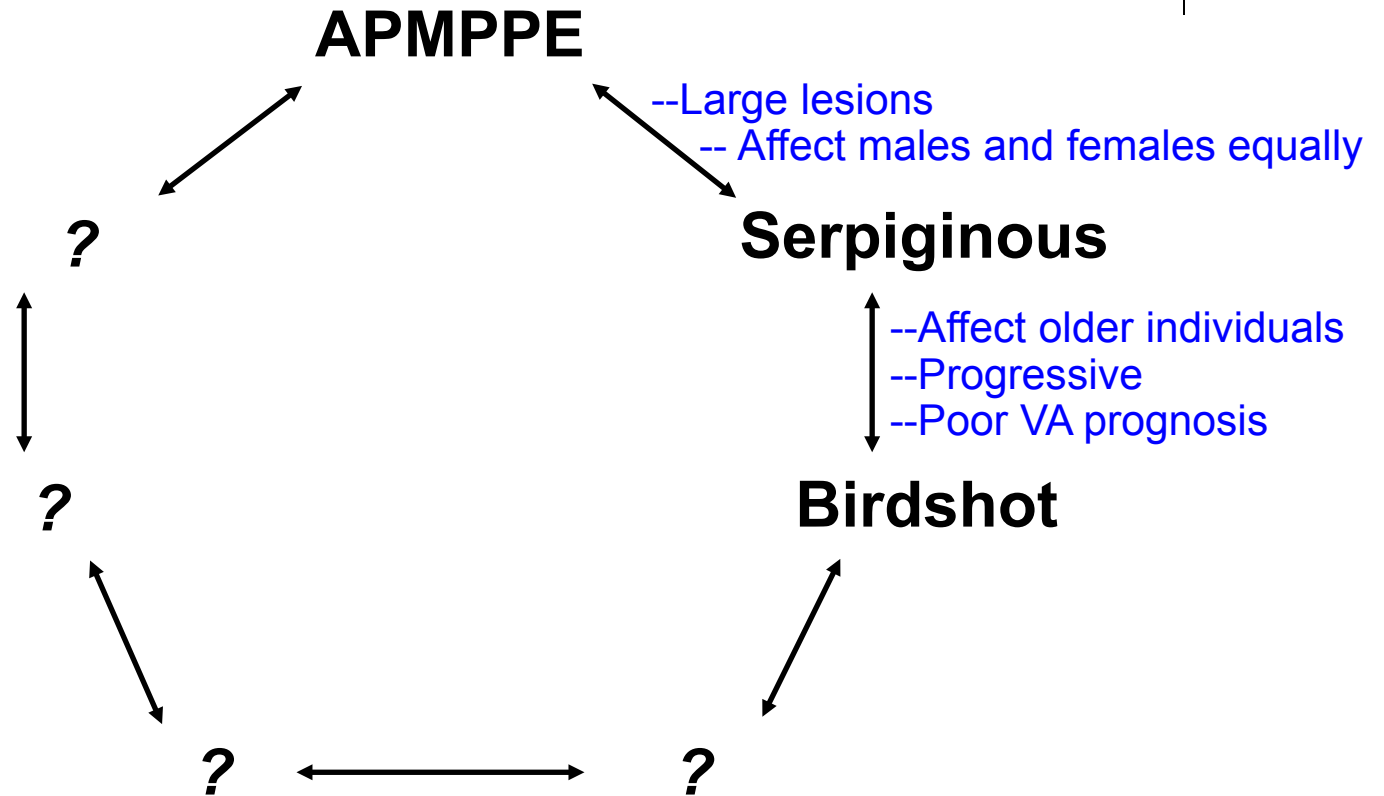 APMPPE
--Large lesions
-- Affect males and females equally
?
Serpiginous
--Affect older individuals
--Progressive
--Poor VA prognosis
?
Birdshot
?
?